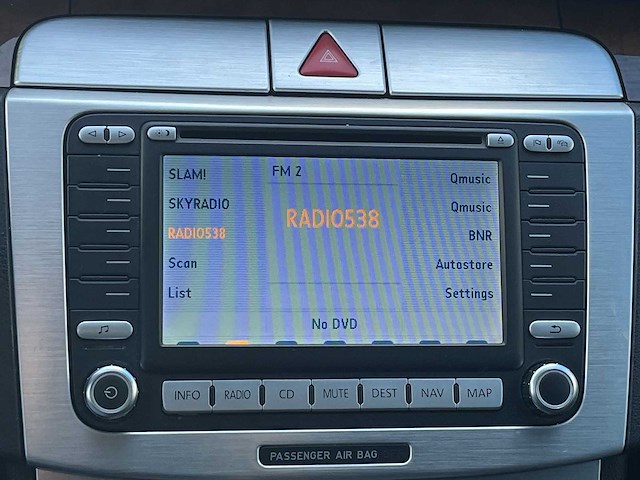 SLAM!
FM 2
Qmusic
SKYRADIO
RADIO538
Qmusic
RADIO538
BNR
Scan
Autostore
List
Settings
No DVD
INFO RADIO CD MUTE DEST NAV MAP
PASSENGER AIR BAG